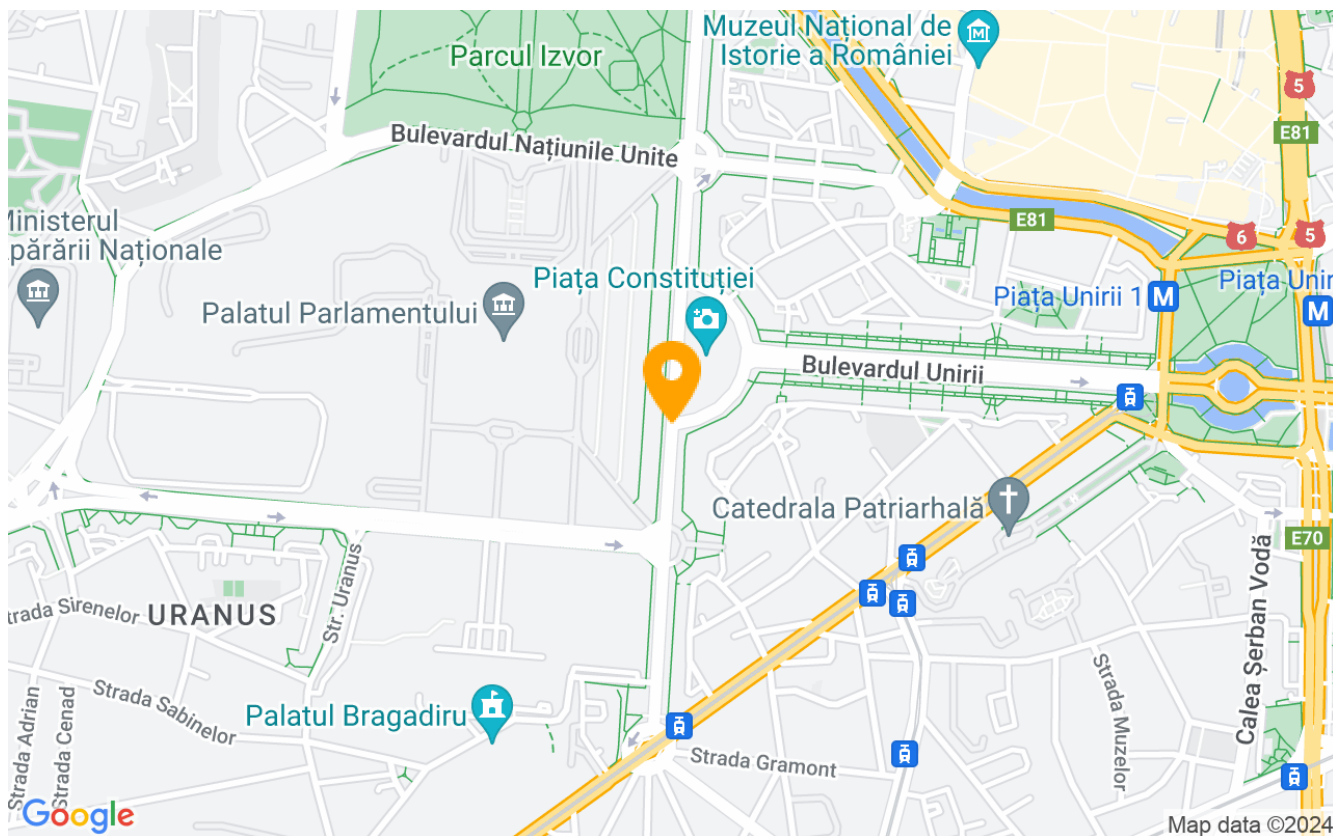 Muzeul Național de
Istorie a României
Parcul Izvor
5
E81
Bulevardul Națiunile Unite
Ministerul
Apărării Naționale
E81
6
5
Piața Constituției
Piața Unirii 1
M
Piața Unir
M
Palatul Parlamentului
Bulevardul Unirii
Catedrala Patriarhală
E70
Calea Șerban Vodă
Str. Uranus
Strada Sirenelor
URANUS
Strada Adrian
Strada Cenad
Strada Sabinelor
Palatul Bragadiru
Strada Muzelor
Strada Gramont
Google
Map data ©2024